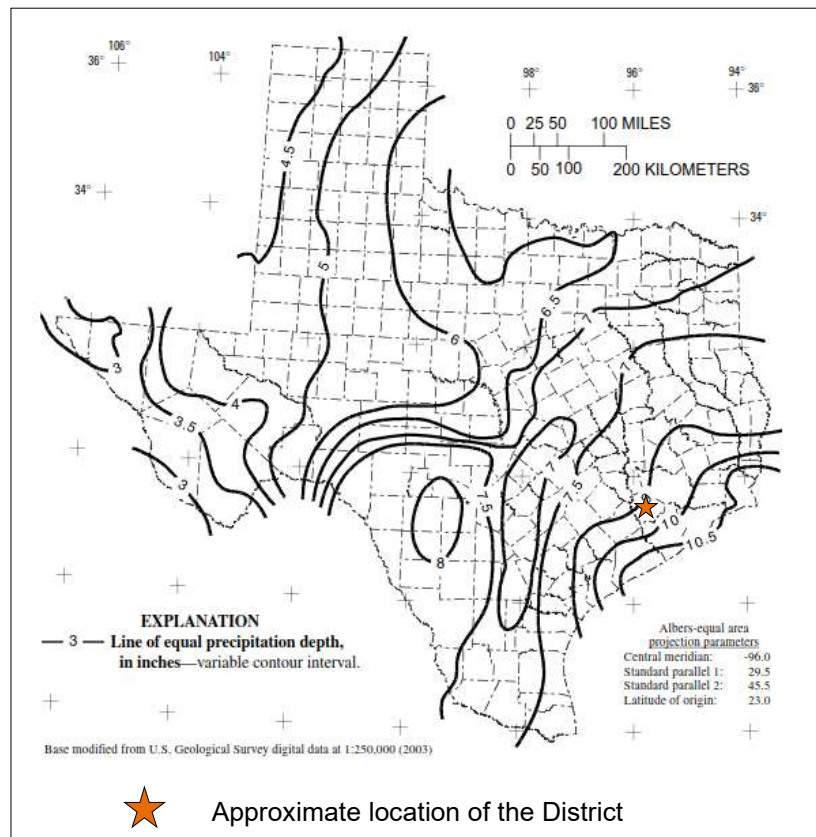 106°
36°
104°
98°
96°
94°
36°
0 25 50 100 MILES
0 50 100 200 KILOMETERS
34°
34°
4.5
5
6
6.5
7
7
3
3.5
4
3
7.5
7
7.5
8
10
10.5
EXPLANATION
— 3 — Line of equal precipitation depth,
in inches—variable contour interval.
Albers-equal area
projection parameters
Central meridian: -96.0
Standard parallel 1: 29.5
Standard parallel 2: 45.5
Latitude of origin: 23.0
Base modified from U.S. Geological Survey digital data at 1:250,000 (2003)
Approximate location of the District